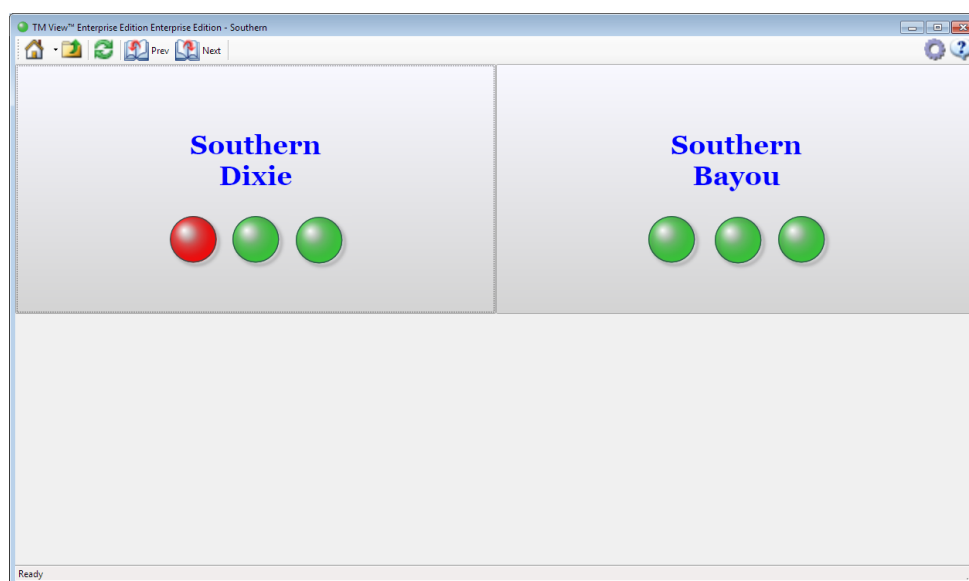 TM View™ Enterprise Edition Enterprise Edition - Southern
Prev Next
Southern
Dixie
Southern
Bayou
Ready